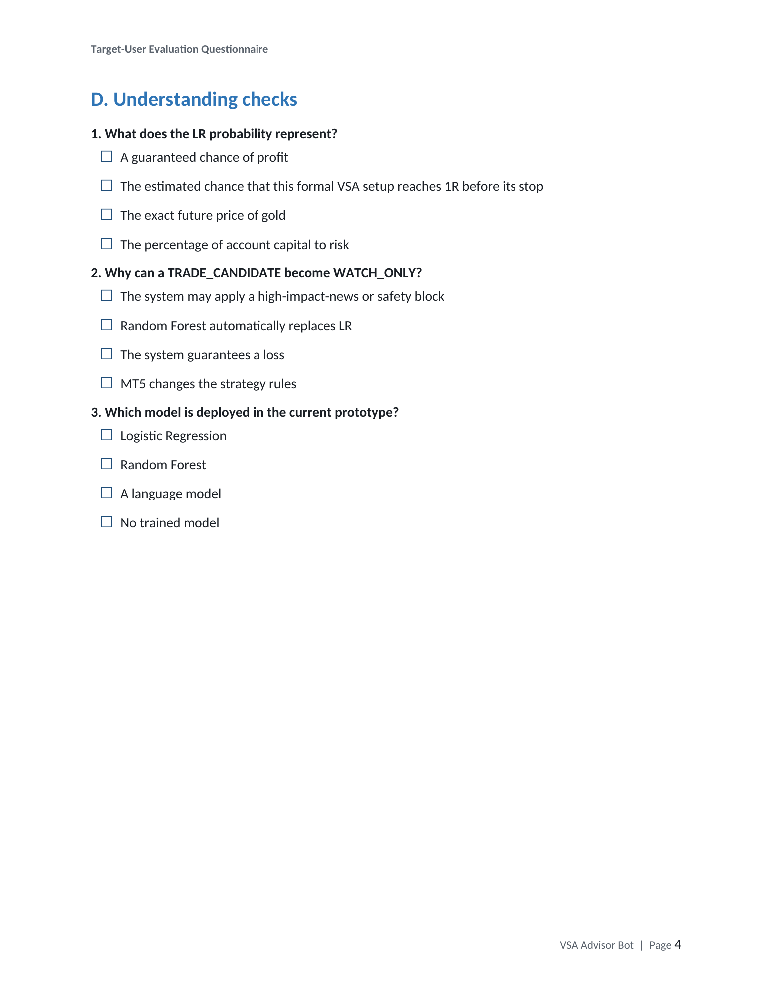 Target-User Evaluation Questionnaire
D. Understanding checks
1. What does the LR probability represent?
☐ A guaranteed chance of profit
☐ The estimated chance that this formal VSA setup reaches 1R before its stop
☐ The exact future price of gold
☐ The percentage of account capital to risk
2. Why can a TRADE_CANDIDATE become WATCH_ONLY?
☐ The system may apply a high-impact-news or safety block
☐ Random Forest automatically replaces LR
☐ The system guarantees a loss
☐ MT5 changes the strategy rules
3. Which model is deployed in the current prototype?
☐ Logistic Regression
☐ Random Forest
☐ A language model
☐ No trained model
VSA Advisor Bot | Page 4